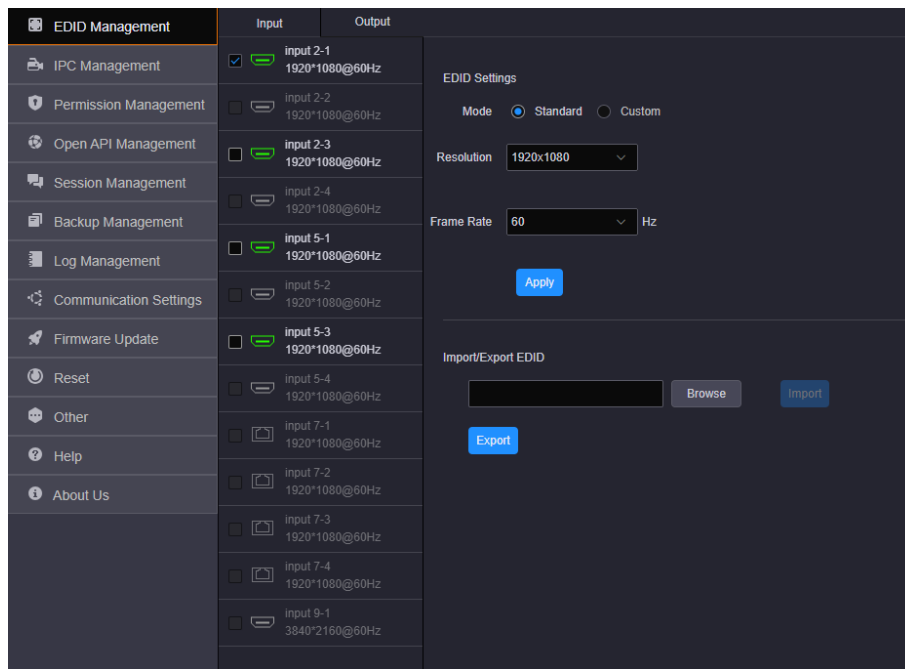 EDID Management
IPC Management
Permission Management
Open API Management
Session Management
Backup Management
Log Management
Communication Settings
Firmware Update
Reset
Other
Help
About Us
Input Output
input 2-1
1920*1080@60Hz
input 2-2
1920*1080@60Hz
input 2-3
1920*1080@60Hz
input 2-4
1920*1080@60Hz
input 5-1
1920*1080@60Hz
input 5-2
1920*1080@60Hz
input 5-3
1920*1080@60Hz
input 5-4
1920*1080@60Hz
input 7-1
1920*1080@60Hz
input 7-2
1920*1080@60Hz
input 7-3
1920*1080@60Hz
input 7-4
1920*1080@60Hz
input 9-1
3840*2160@60Hz
EDID Settings
Mode Standard Custom
Resolution 1920x1080
Frame Rate 60 Hz
Apply
Import/Export EDID
Browse Import
Export